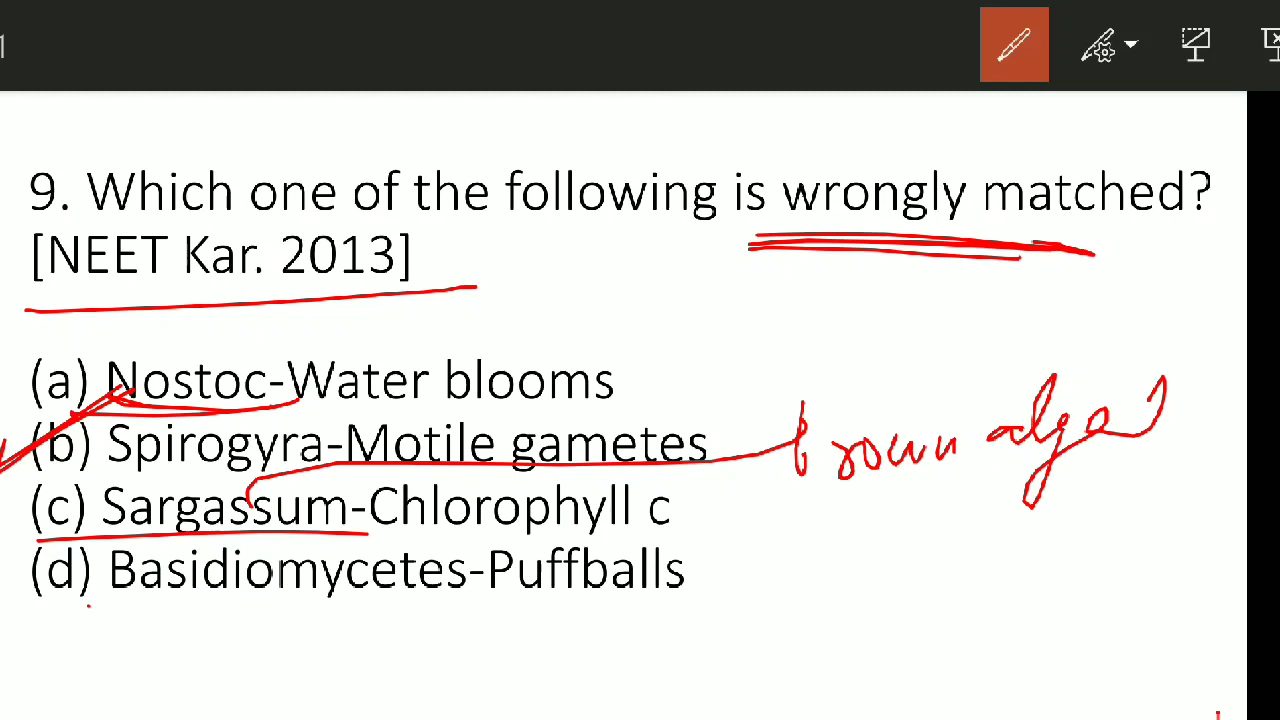 9. Which one of the following is wrongly matched?
[NEET Kar. 2013]
(a) Nostoc-Water blooms
(b) Spirogyra-Motile gametes
(c) Sargassum-Chlorophyll c
(d) Basidiomycetes-Puffballs
brown algae